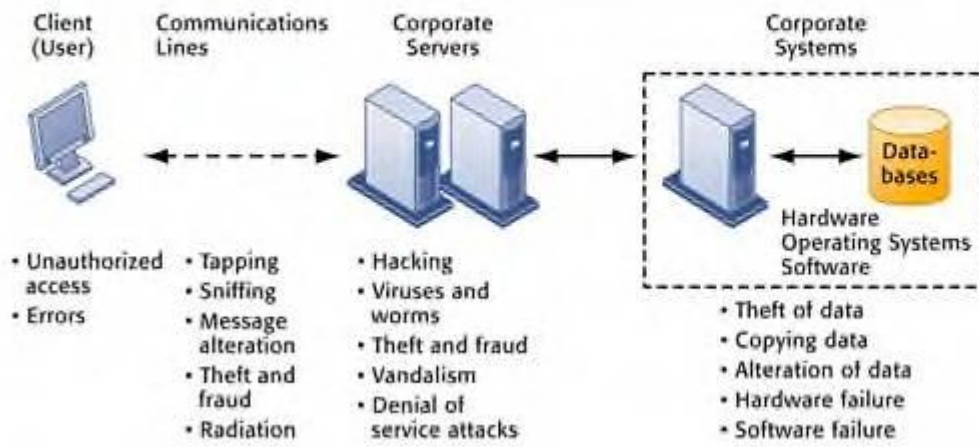 Client
(User)
Communications
Lines
Corporate
Servers
Corporate
Systems
Data-
bases
Hardware
Operating Systems
Software
• Unauthorized
access
• Errors
• Tapping
• Sniffing
• Message
alteration
• Theft and
fraud
• Radiation
• Hacking
• Viruses and
worms
• Theft and fraud
• Vandalism
• Denial of
service attacks
• Theft of data
• Copying data
• Alteration of data
• Hardware failure
• Software failure